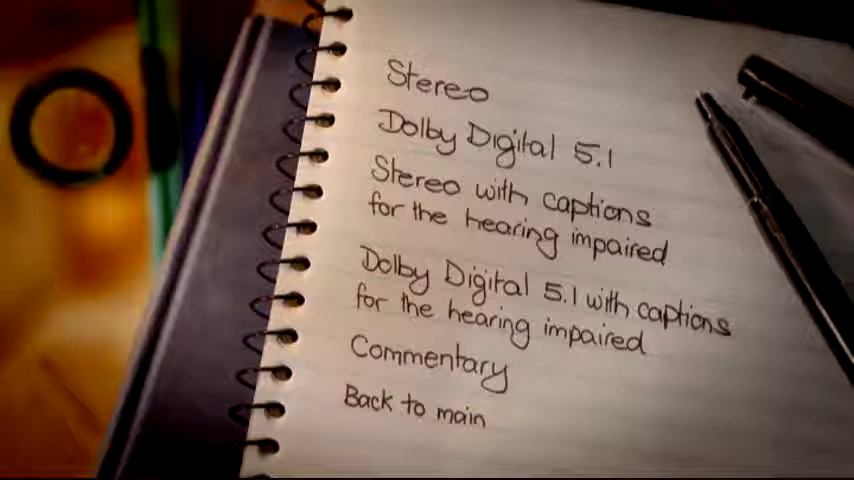 Stereo
Dolby Digital 5.1
Stereo with captions
for the hearing impaired
Dolby Digital 5.1 with captions
for the hearing impaired
Commentary
Back to main